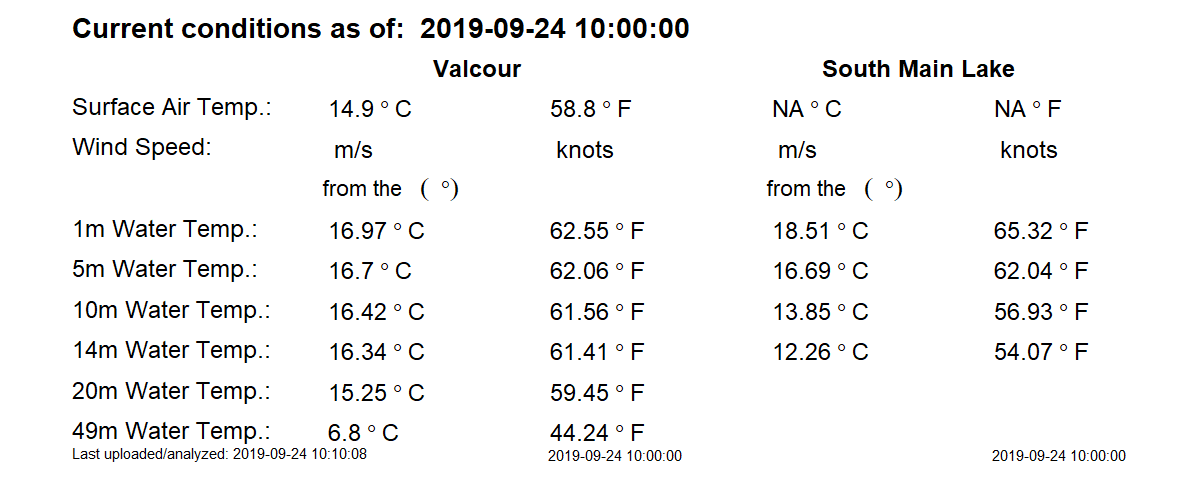 Current conditions as of: 2019-09-24 10:00:00
Valcour South Main Lake
Surface Air Temp.: 14.9 ° C 58.8 ° F NA ° C NA ° F
Wind Speed: m/s knots m/s knots
from the ( °) from the ( °)
1m Water Temp.: 16.97 ° C 62.55 ° F 18.51 ° C 65.32 ° F
5m Water Temp.: 16.7 ° C 62.06 ° F 16.69 ° C 62.04 ° F
10m Water Temp.: 16.42 ° C 61.56 ° F 13.85 ° C 56.93 ° F
14m Water Temp.: 16.34 ° C 61.41 ° F 12.26 ° C 54.07 ° F
20m Water Temp.: 15.25 ° C 59.45 ° F
49m Water Temp.: 6.8 ° C 44.24 ° F
Last uploaded/analyzed: 2019-09-24 10:10:08 2019-09-24 10:00:00 2019-09-24 10:00:00